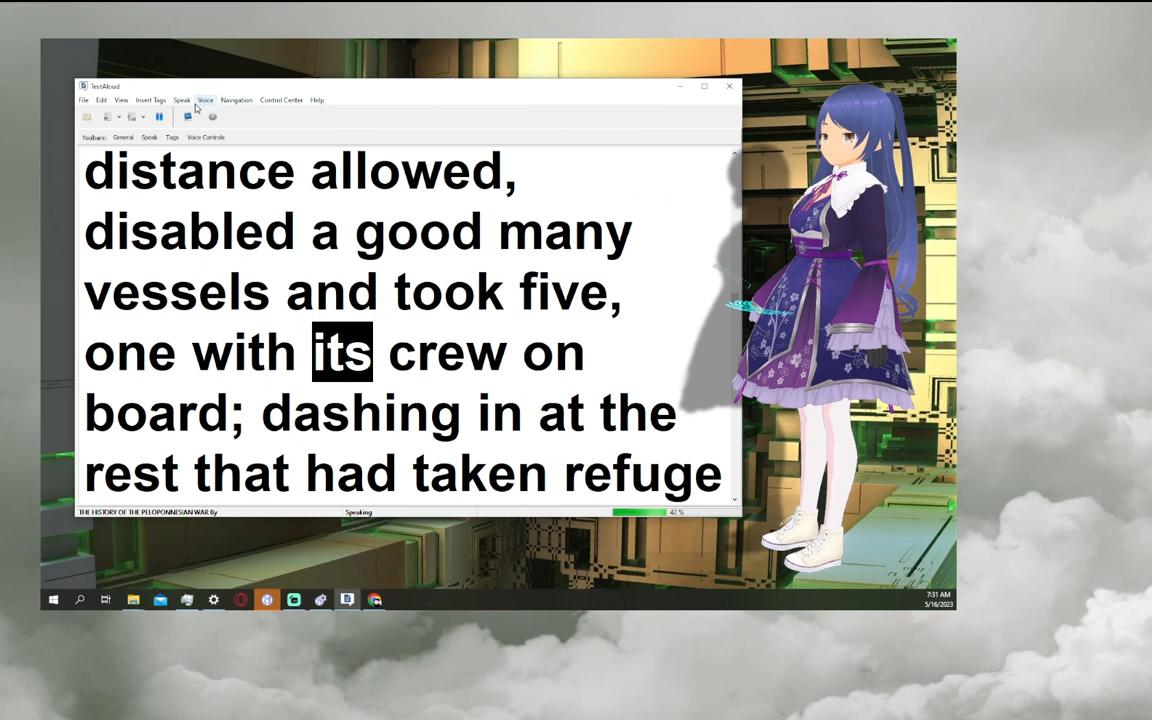 TextAloud
File Edit View Insert Tags Speak Voice Navigation Control Center Help
Toolbars: General Speak Tags Voice Controls
distance allowed,
disabled a good many
vessels and took five,
one with its crew on
board; dashing in at the
rest that had taken refuge
THE HISTORY OF THE PELOPONNESIAN WAR By Speaking 42 %
7:31 AM
5/16/2023